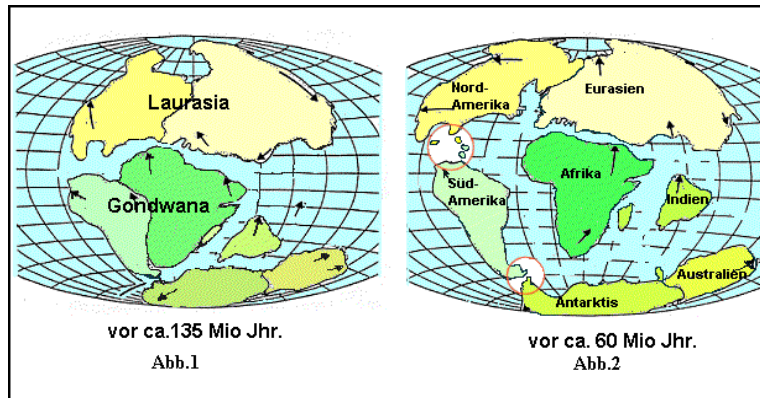 Laurasia
Gondwana
vor ca.135 Mio Jhr.
Abb.1
Nord-
Amerika
Eurasien
Süd-
Amerika
Afrika
Indien
Australien
Antarktis
vor ca. 60 Mio Jhr.
Abb.2